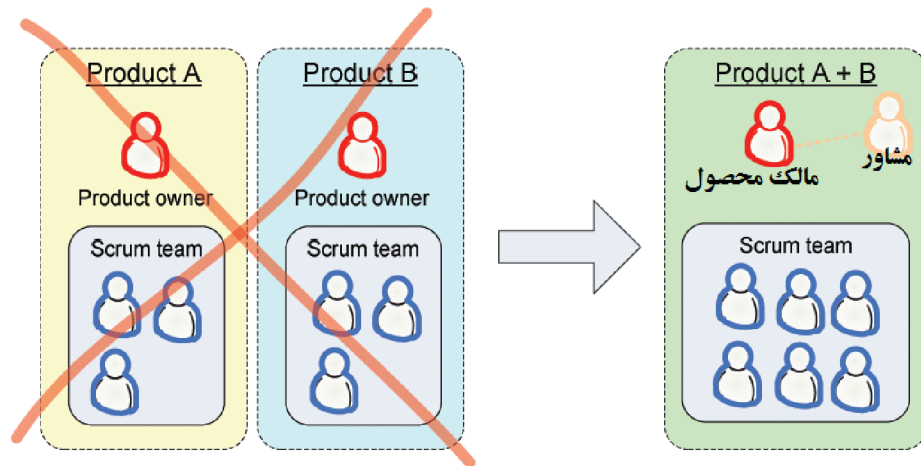 Product A
Product B
Product A + B
Product owner
Product owner
مالک محصول
مشاور
Scrum team
Scrum team
Scrum team